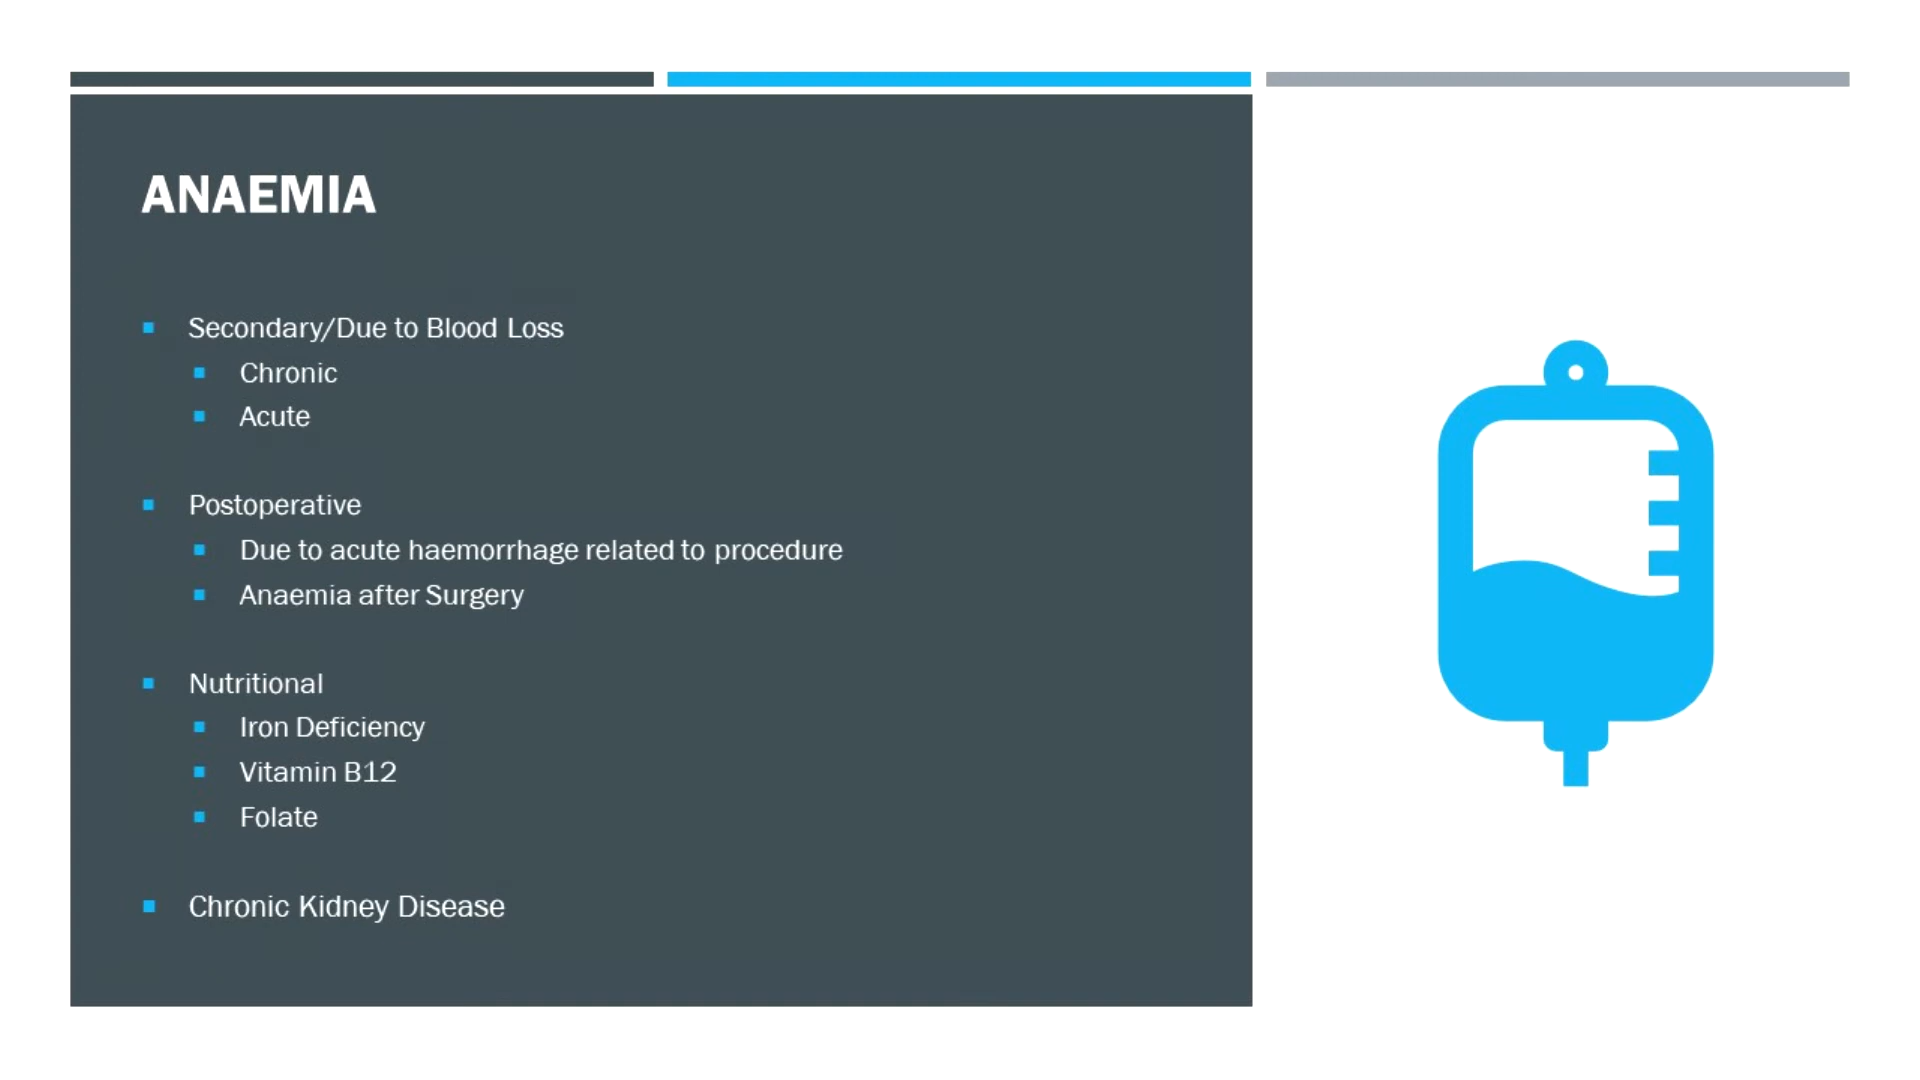 ANAEMIA
Secondary/Due to Blood Loss
Chronic
Acute
Postoperative
Due to acute haemorrhage related to procedure
Anaemia after Surgery
Nutritional
Iron Deficiency
Vitamin B12
Folate
Chronic Kidney Disease